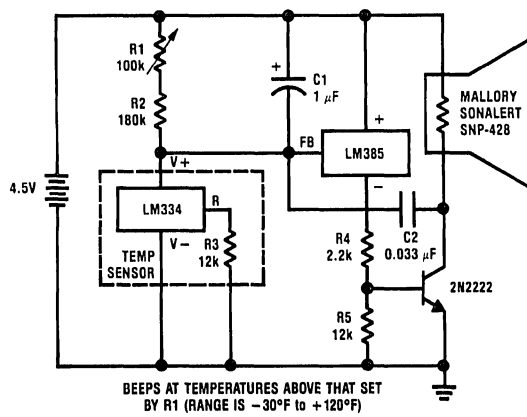 R1
100k
R2
180k
+
C1
1 μF
MALLORY
SONALERT
SNP-428
+
FB
LM385
−
V+
4.5V
LM334
R
V−
TEMP
SENSOR
R3
12k
R4
2.2k
C2
0.033 μF
2N2222
R5
12k
BEEPS AT TEMPERATURES ABOVE THAT SET
BY R1 (RANGE IS −30°F to +120°F)